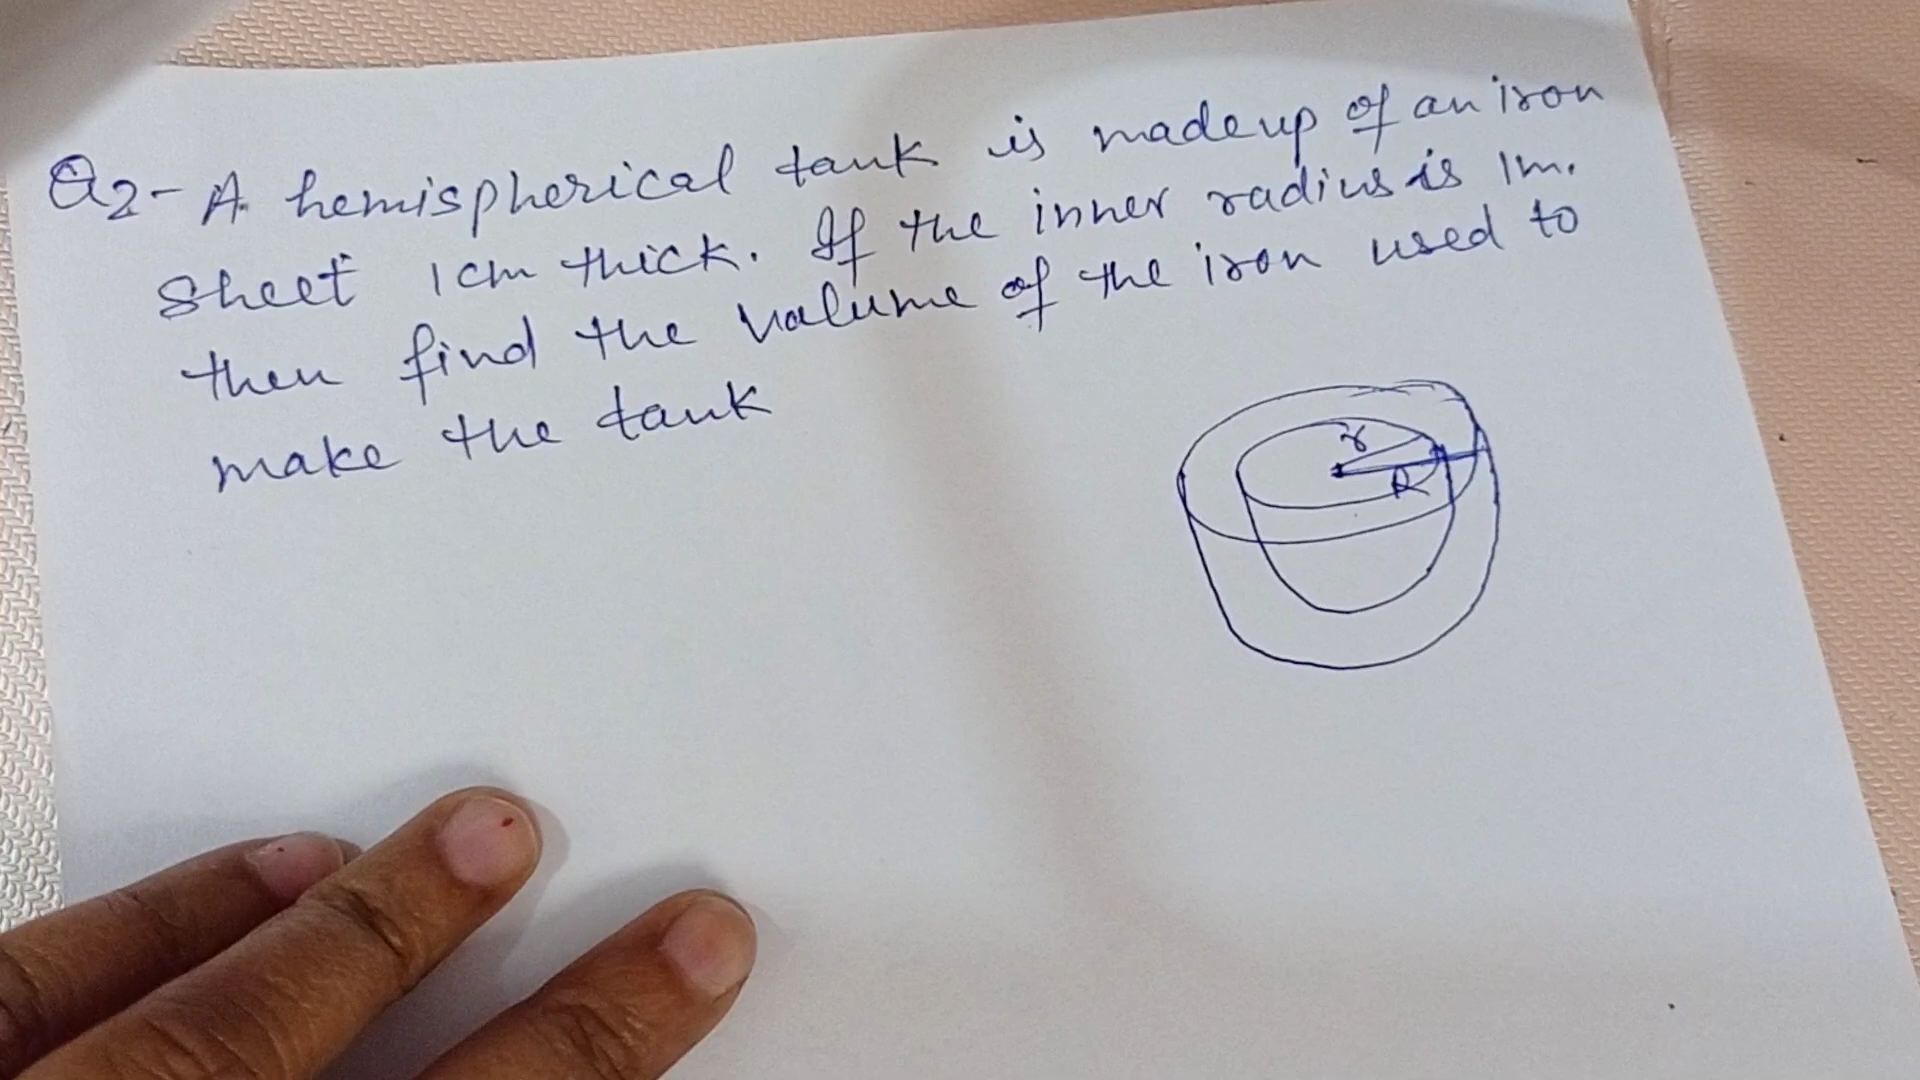 Q2- A hemispherical tank is madeup of an iron
Sheet 1cm thick. If the inner radius is 1m.
then find the valume of the iron used to
make the tank
r
R